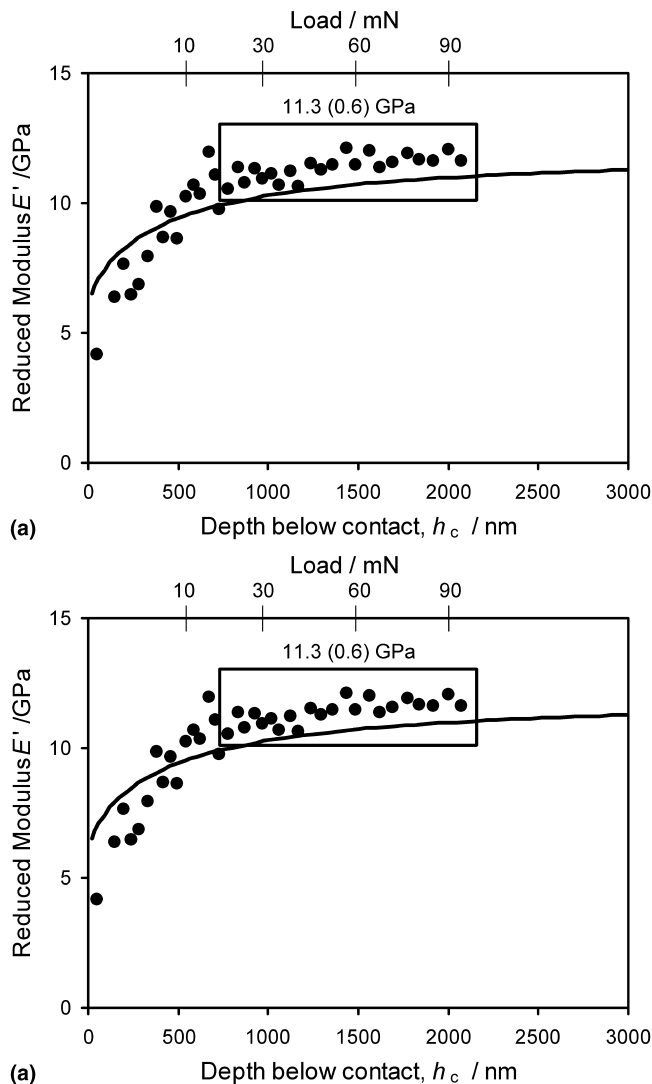 Load / mN
10 30 60 90
15
11.3 (0.6) GPa
10
Reduced Modulus E' /GPa
5
0
0 500 1000 1500 2000 2500 3000
(a) Depth below contact, h c / nm
Load / mN
10 30 60 90
15
11.3 (0.6) GPa
10
Reduced Modulus E' /GPa
5
0
0 500 1000 1500 2000 2500 3000
(a) Depth below contact, h c / nm